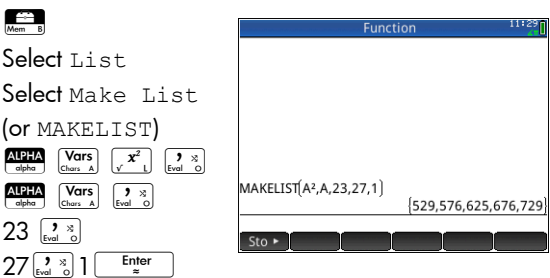 Mem B
Select List
Select Make List
(or MAKELIST)
ALPHA alpha Vars Chars A x² √ L , Eval O
ALPHA alpha Vars Chars A , Eval O
23 , Eval O
27 , Eval O 1 Enter ≈
Function 11:29
MAKELIST(A²,A,23,27,1)
{529,576,625,676,729}
Sto ►